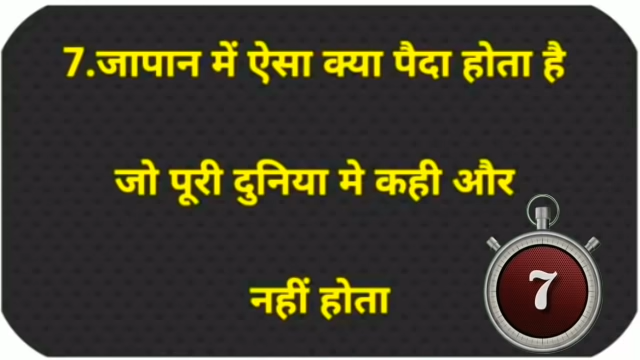 7.जापान में ऐसा क्या पैदा होता है
जो पूरी दुनिया मे कही और
नहीं होता
7